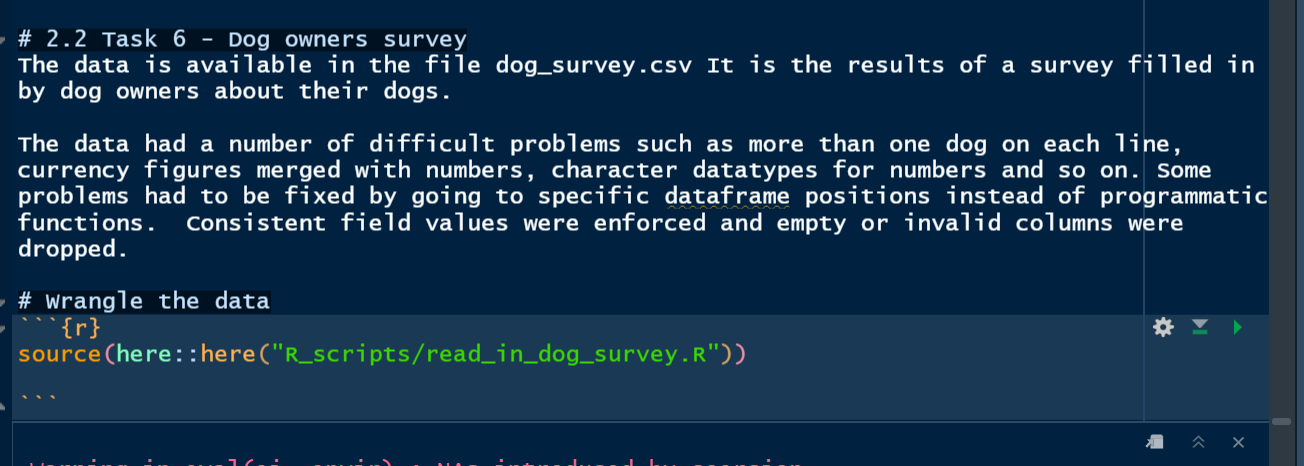 # 2.2 Task 6 - Dog owners survey
The data is available in the file dog_survey.csv It is the results of a survey filled in
by dog owners about their dogs.
The data had a number of difficult problems such as more than one dog on each line,
currency figures merged with numbers, character datatypes for numbers and so on. Some
problems had to be fixed by going to specific dataframe positions instead of programmatic
functions.  Consistent field values were enforced and empty or invalid columns were
dropped.
# Wrangle the data
```{r}
source(here::here("R_scripts/read_in_dog_survey.R"))
```